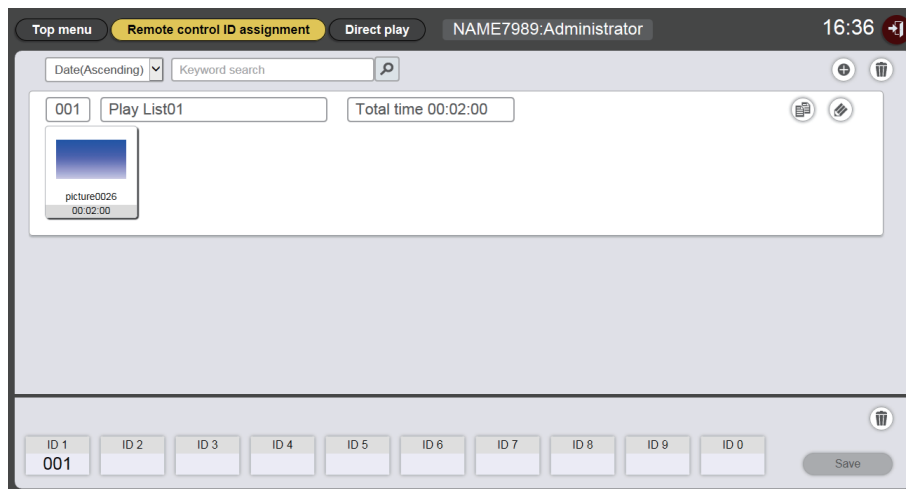 Top menu Remote control ID assignment Direct play NAME7989:Administrator 16:36
Date(Ascending) Keyword search
001 Play List01 Total time 00:02:00
picture0026
00:02:00
ID 1 ID 2 ID 3 ID 4 ID 5 ID 6 ID 7 ID 8 ID 9 ID 0
001 Save